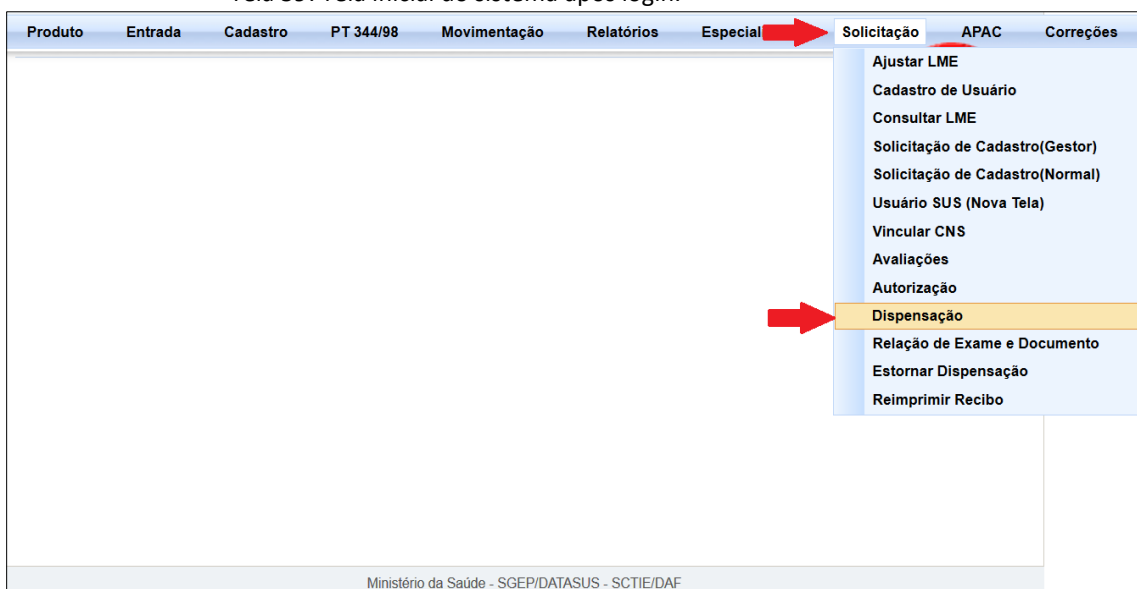 Produto Entrada Cadastro PT 344/98 Movimentação Relatórios Especial Solicitação APAC Correções
Ajustar LME
Cadastro de Usuário
Consultar LME
Solicitação de Cadastro(Gestor)
Solicitação de Cadastro(Normal)
Usuário SUS (Nova Tela)
Vincular CNS
Avaliações
Autorização
Dispensação
Relação de Exame e Documento
Estornar Dispensação
Reimprimir Recibo
Ministério da Saúde - SGEP/DATASUS - SCTIE/DAF